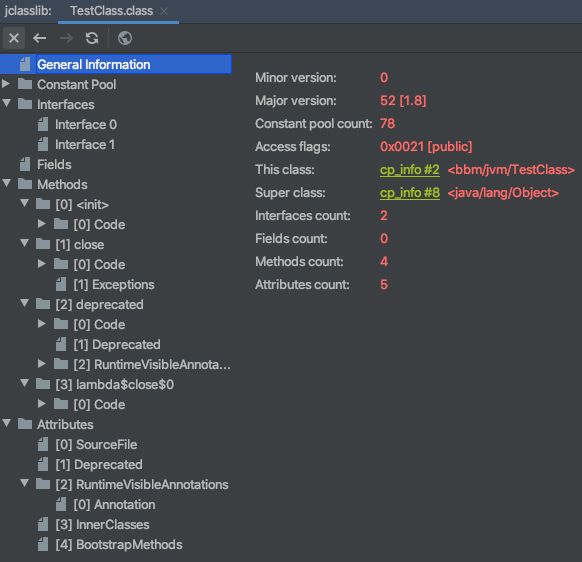 jclasslib: TestClass.class
General Information
Constant Pool
Interfaces
Interface 0
Interface 1
Fields
Methods
[0] <init>
[0] Code
[1] close
[0] Code
[1] Exceptions
[2] deprecated
[0] Code
[1] Deprecated
[2] RuntimeVisibleAnnota...
[3] lambda$close$0
[0] Code
Attributes
[0] SourceFile
[1] Deprecated
[2] RuntimeVisibleAnnotations
[0] Annotation
[3] InnerClasses
[4] BootstrapMethods
Minor version: 0
Major version: 52 [1.8]
Constant pool count: 78
Access flags: 0x0021 [public]
This class: cp_info #2 <bbm/jvm/TestClass>
Super class: cp_info #8 <java/lang/Object>
Interfaces count: 2
Fields count: 0
Methods count: 4
Attributes count: 5